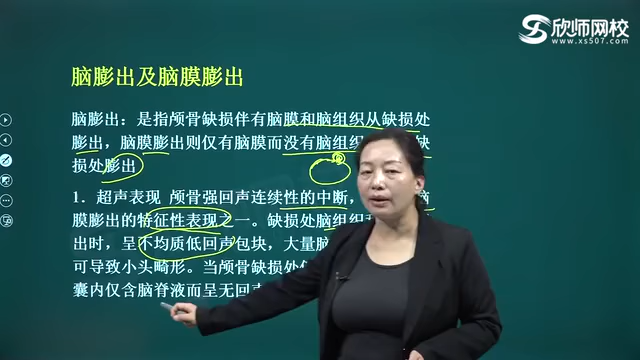 欣师网校
www.xs507.com
脑膨出及脑膜膨出
脑膨出：是指颅骨缺损伴有脑膜和脑组织从缺损处
膨出，脑膜膨出则仅有脑膜而没有脑组织 缺
损处膨出
1．超声表现 颅骨强回声连续性的中断， 脑
膜膨出的特征性表现之一。缺损处脑组织
出时，呈不均质低回声包块，大量脑
可导致小头畸形。当颅骨缺损处
囊内仅含脑脊液而呈无回声